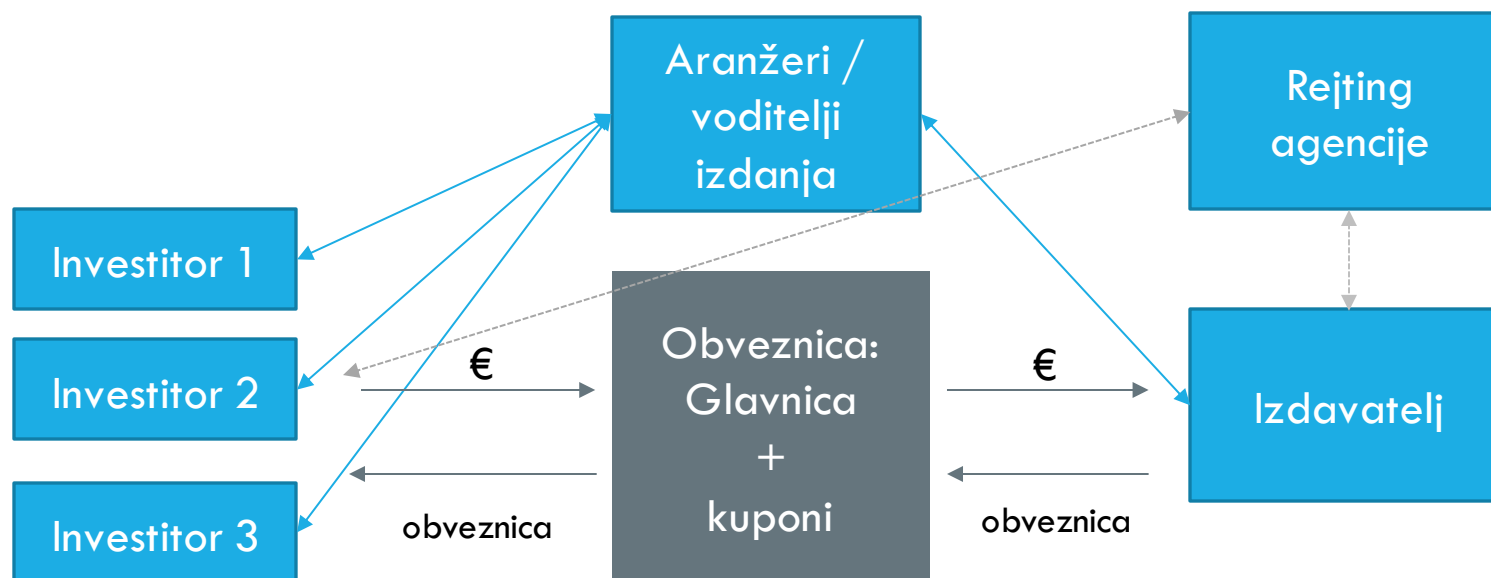 Aranžeri /
voditelji
izdanja
Rejting
agencije
Investitor 1
Investitor 2
Investitor 3
€
obveznica
Obveznica:
Glavnica
+
kuponi
€
obveznica
Izdavatelj